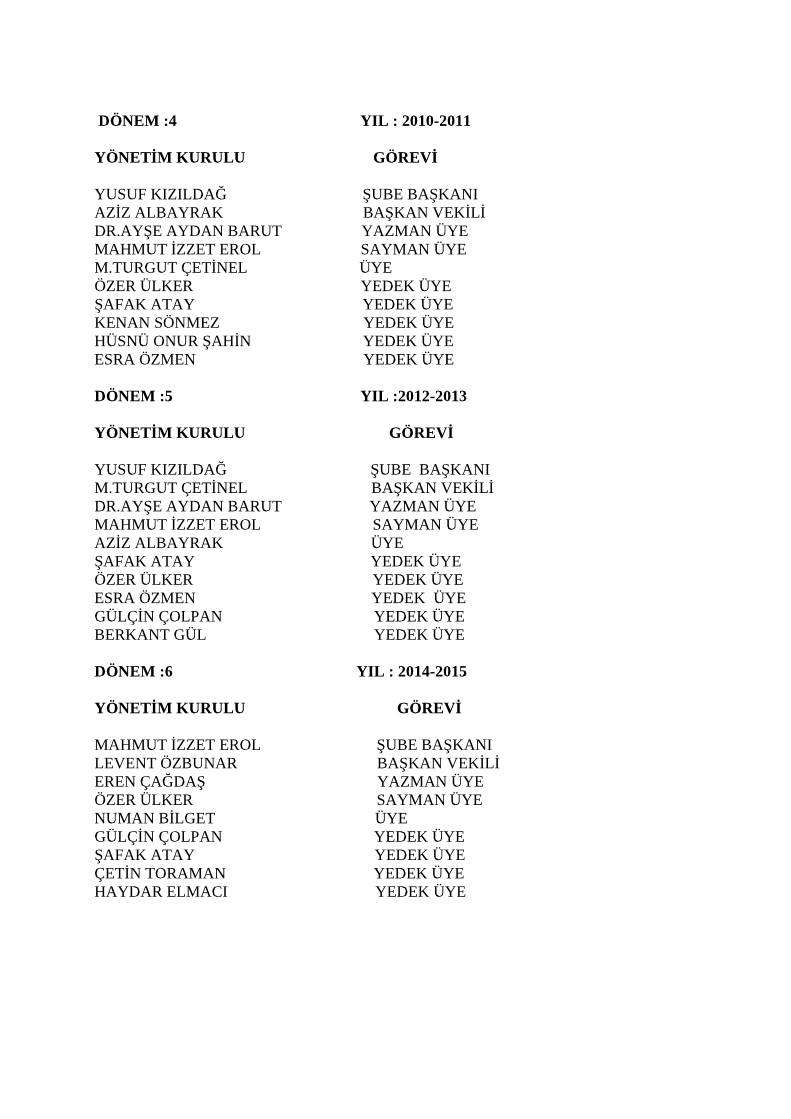 DÖNEM :4 YIL : 2010-2011
YÖNETİM KURULU GÖREVİ
YUSUF KIZILDAĞ ŞUBE BAŞKANI
AZİZ ALBAYRAK BAŞKAN VEKİLİ
DR.AYŞE AYDAN BARUT YAZMAN ÜYE
MAHMUT İZZET EROL SAYMAN ÜYE
M.TURGUT ÇETİNEL ÜYE
ÖZER ÜLKER YEDEK ÜYE
ŞAFAK ATAY YEDEK ÜYE
KENAN SÖNMEZ YEDEK ÜYE
HÜSNÜ ONUR ŞAHİN YEDEK ÜYE
ESRA ÖZMEN YEDEK ÜYE
DÖNEM :5 YIL :2012-2013
YÖNETİM KURULU GÖREVİ
YUSUF KIZILDAĞ ŞUBE BAŞKANI
M.TURGUT ÇETİNEL BAŞKAN VEKİLİ
DR.AYŞE AYDAN BARUT YAZMAN ÜYE
MAHMUT İZZET EROL SAYMAN ÜYE
AZİZ ALBAYRAK ÜYE
ŞAFAK ATAY YEDEK ÜYE
ÖZER ÜLKER YEDEK ÜYE
ESRA ÖZMEN YEDEK ÜYE
GÜLÇİN ÇOLPAN YEDEK ÜYE
BERKANT GÜL YEDEK ÜYE
DÖNEM :6 YIL : 2014-2015
YÖNETİM KURULU GÖREVİ
MAHMUT İZZET EROL ŞUBE BAŞKANI
LEVENT ÖZBUNAR BAŞKAN VEKİLİ
EREN ÇAĞDAŞ YAZMAN ÜYE
ÖZER ÜLKER SAYMAN ÜYE
NUMAN BİLGET ÜYE
GÜLÇİN ÇOLPAN YEDEK ÜYE
ŞAFAK ATAY YEDEK ÜYE
ÇETİN TORAMAN YEDEK ÜYE
HAYDAR ELMACI YEDEK ÜYE